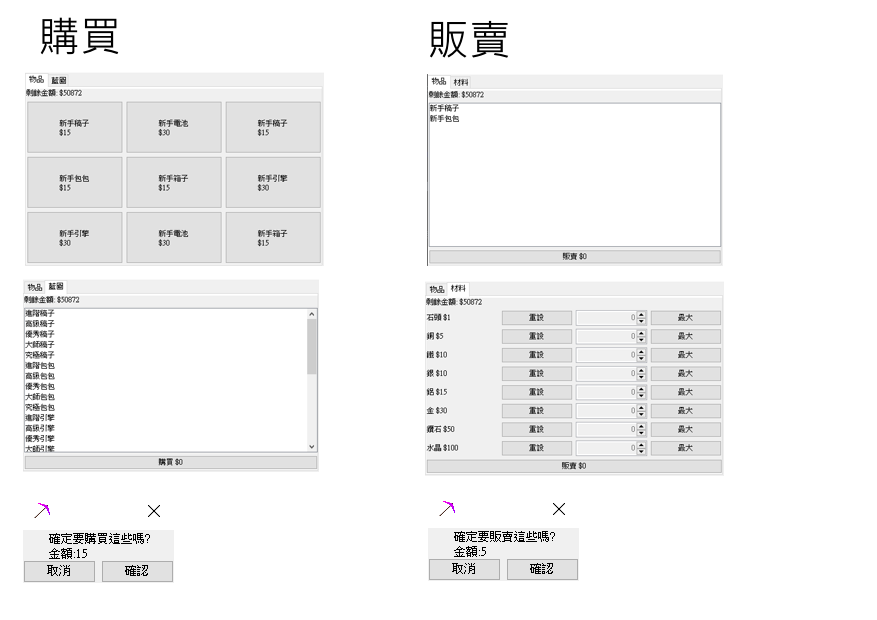 購買
物品 藍圖
剩餘金額: $50872
新手稿子
$15
新手電池
$30
新手稿子
$15
新手包包
$15
新手箱子
$15
新手引擎
$30
新手引擎
$30
新手電池
$30
新手箱子
$15
物品 藍圖
剩餘金額: $50872
進階稿子
高級稿子
優秀稿子
大師稿子
究極稿子
進階包包
高級包包
優秀包包
大師包包
究極包包
進階引擎
高級引擎
優秀引擎
大師引擎
購買 $0
確定要購買這些嗎?
金額:15
取消 確認
販賣
物品 材料
剩餘金額: $50872
新手稿子
新手包包
販賣 $0
物品 材料
剩餘金額: $50872
石頭 $1 重設 0 最大
銅 $5 重設 0 最大
鐵 $10 重設 0 最大
銀 $10 重設 0 最大
鋁 $15 重設 0 最大
金 $30 重設 0 最大
鑽石 $50 重設 0 最大
水晶 $100 重設 0 最大
販賣 $0
確定要販賣這些嗎?
金額:5
取消 確認